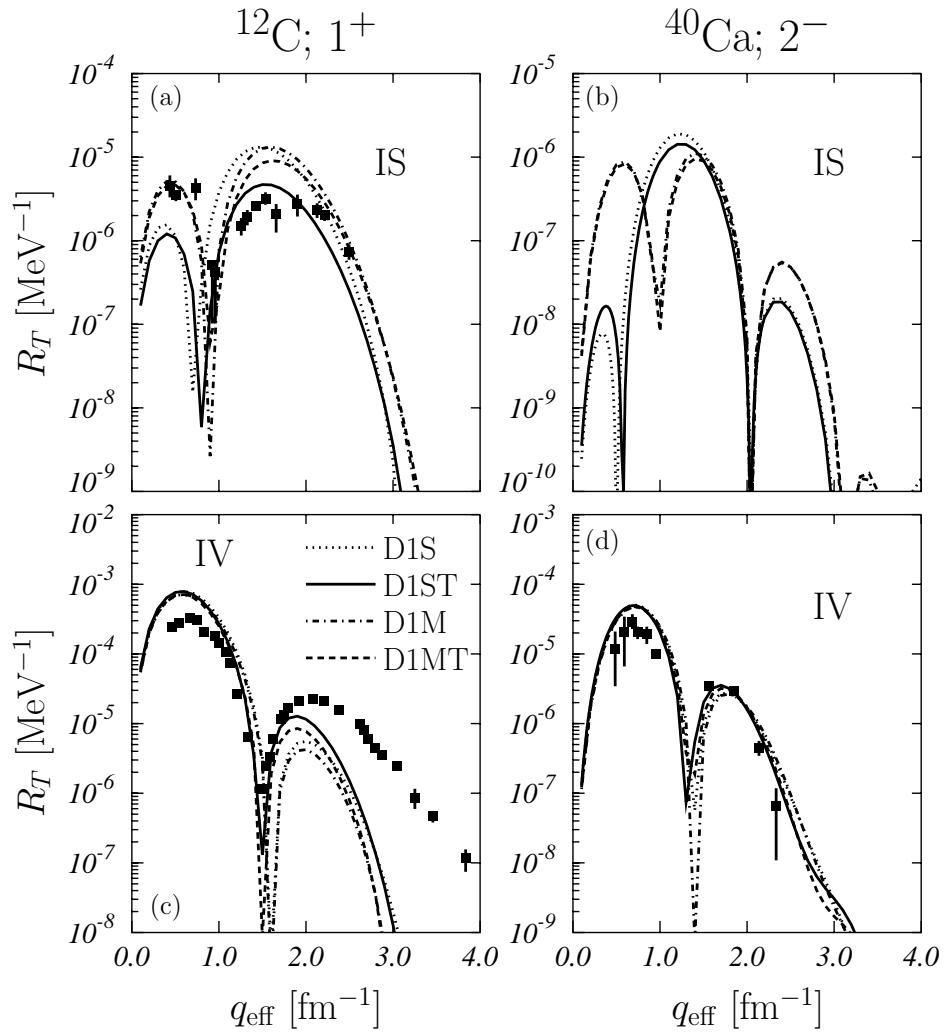 ¹²C; 1⁺
⁴⁰Ca; 2⁻
10⁻⁴
10⁻⁵
10⁻⁶
10⁻⁷
10⁻⁸
10⁻⁹
R_T [MeV⁻¹]
(a)
IS
10⁻⁵
10⁻⁶
10⁻⁷
10⁻⁸
10⁻⁹
10⁻¹⁰
(b)
IS
10⁻²
10⁻³
10⁻⁴
10⁻⁵
10⁻⁶
10⁻⁷
10⁻⁸
R_T [MeV⁻¹]
IV
D1S
D1ST
D1M
D1MT
(c)
0.0 1.0 2.0 3.0 4.0
q_eff [fm⁻¹]
10⁻³
10⁻⁴
10⁻⁵
10⁻⁶
10⁻⁷
10⁻⁸
10⁻⁹
(d)
IV
0.0 1.0 2.0 3.0 4.0
q_eff [fm⁻¹]